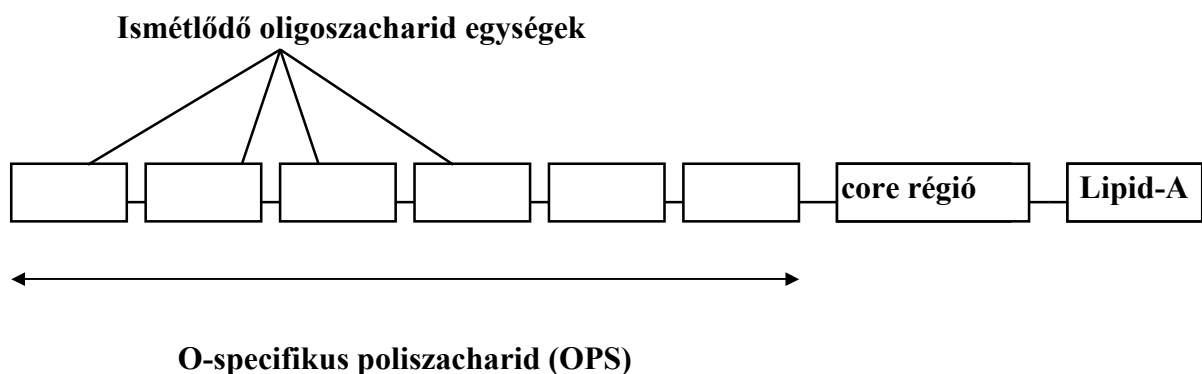 Ismétlődő oligoszacharid egységek
core régió
Lipid-A
O-specifikus poliszacharid (OPS)